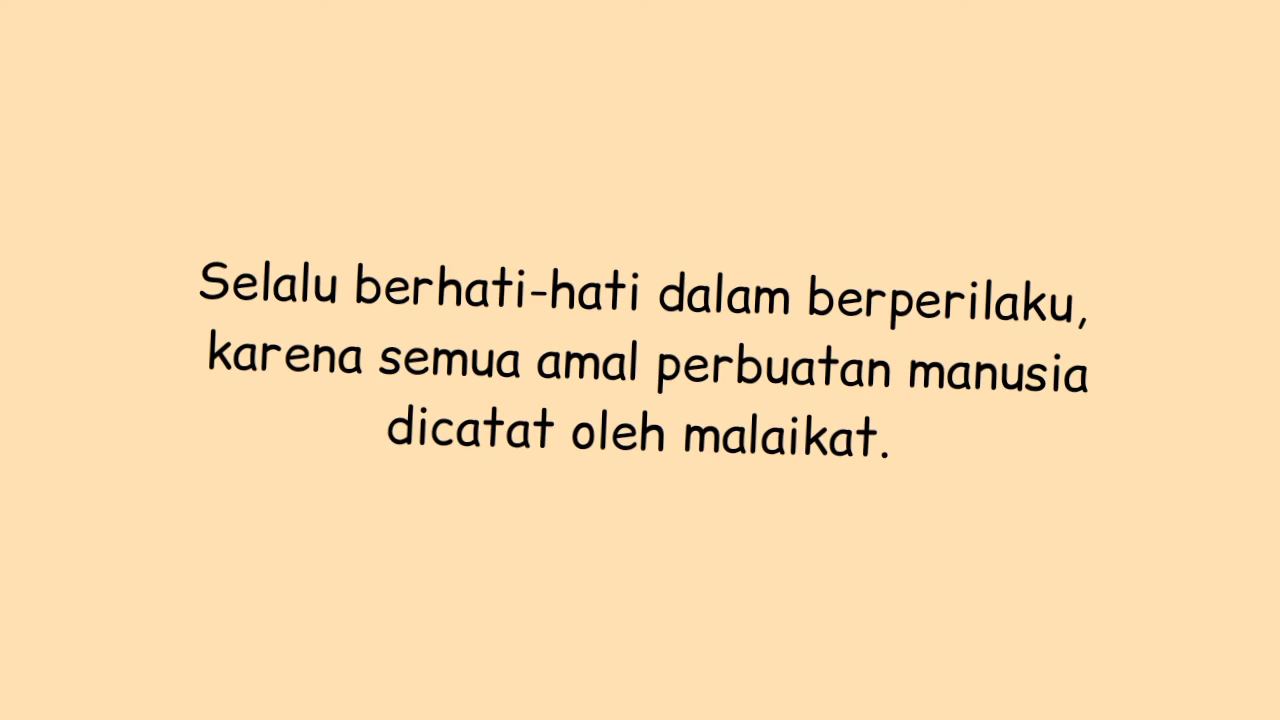 Selalu berhati-hati dalam berperilaku,
karena semua amal perbuatan manusia
dicatat oleh malaikat.